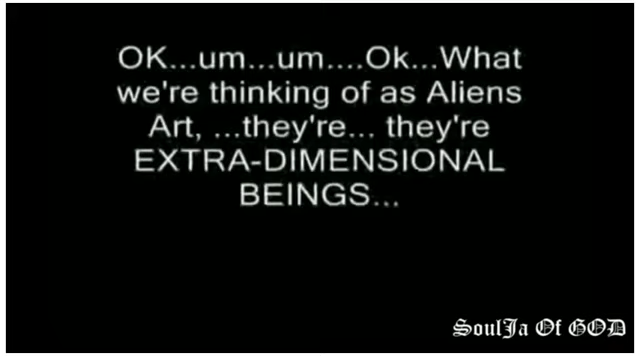 OK...um...um....Ok...What
we're thinking of as Aliens
Art, ...they're... they're
EXTRA-DIMENSIONAL
BEINGS...
SoulJa Of GOD